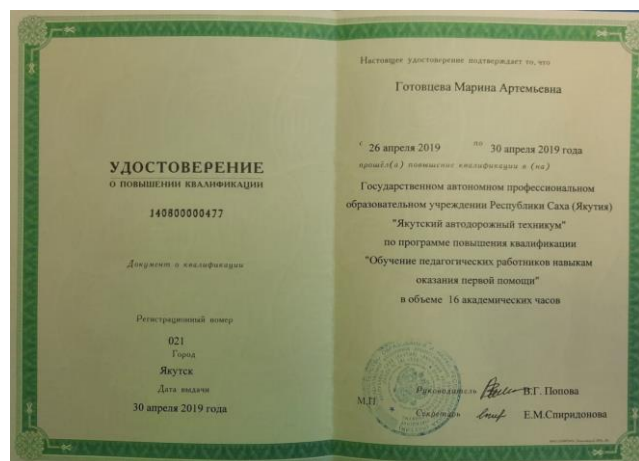 УДОСТОВЕРЕНИЕ
О ПОВЫШЕНИИ КВАЛИФИКАЦИИ
140800000477
Документ о квалификации
Регистрационный номер
021
Город
Якутск
Дата выдачи
30 апреля 2019 года
Настоящее удостоверение подтверждает то, что
Готовцева Марина Артемьевна
с 26 апреля 2019 по 30 апреля 2019 года
прошёл(а) повышение квалификации в (на)
Государственном автономном профессиональном
образовательном учреждении Республики Саха (Якутия)
"Якутский автодорожный техникум"
по программе повышения квалификации
"Обучение педагогических работников навыкам
оказания первой помощи"
в объеме 16 академических часов
Руководитель В.Г. Попова
М.П.
Секретарь Е.М.Спиридонова